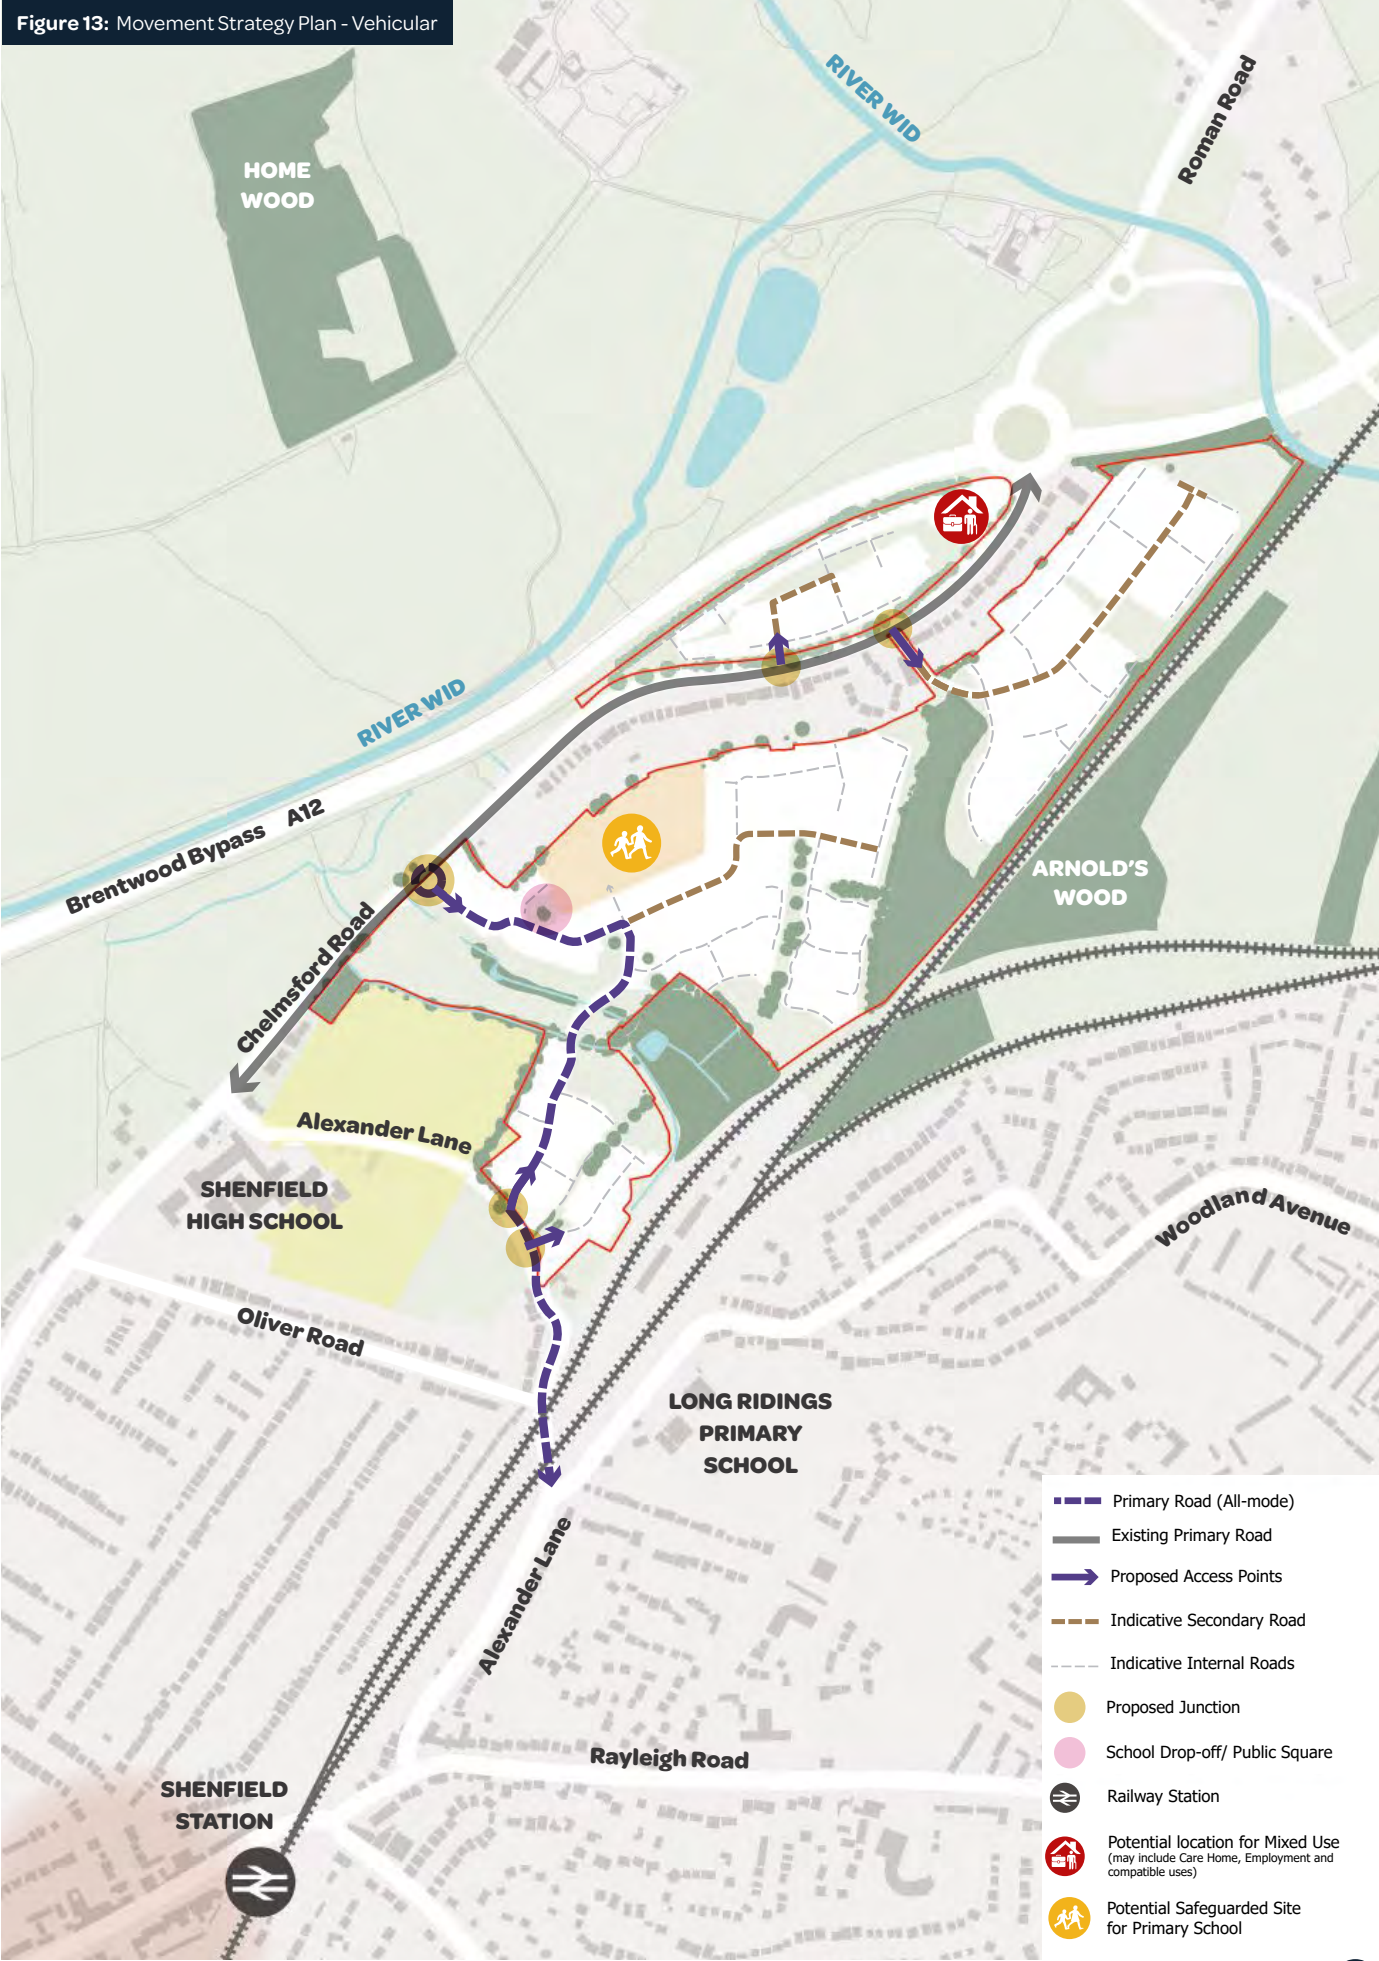 Figure 13: Movement Strategy Plan - Vehicular
RIVER WID
Roman Road
HOME
WOOD
RIVER WID
Brentwood Bypass A12
ARNOLD'S
WOOD
Chelmsford Road
Alexander Lane
SHENFIELD
HIGH SCHOOL
Woodland Avenue
Oliver Road
LONG RIDINGS
PRIMARY
SCHOOL
Alexander Lane
Rayleigh Road
SHENFIELD
STATION
Primary Road (All-mode)
Existing Primary Road
Proposed Access Points
Indicative Secondary Road
Indicative Internal Roads
Proposed Junction
School Drop-off/ Public Square
Railway Station
Potential location for Mixed Use
(may include Care Home, Employment and
compatible uses)
Potential Safeguarded Site
for Primary School